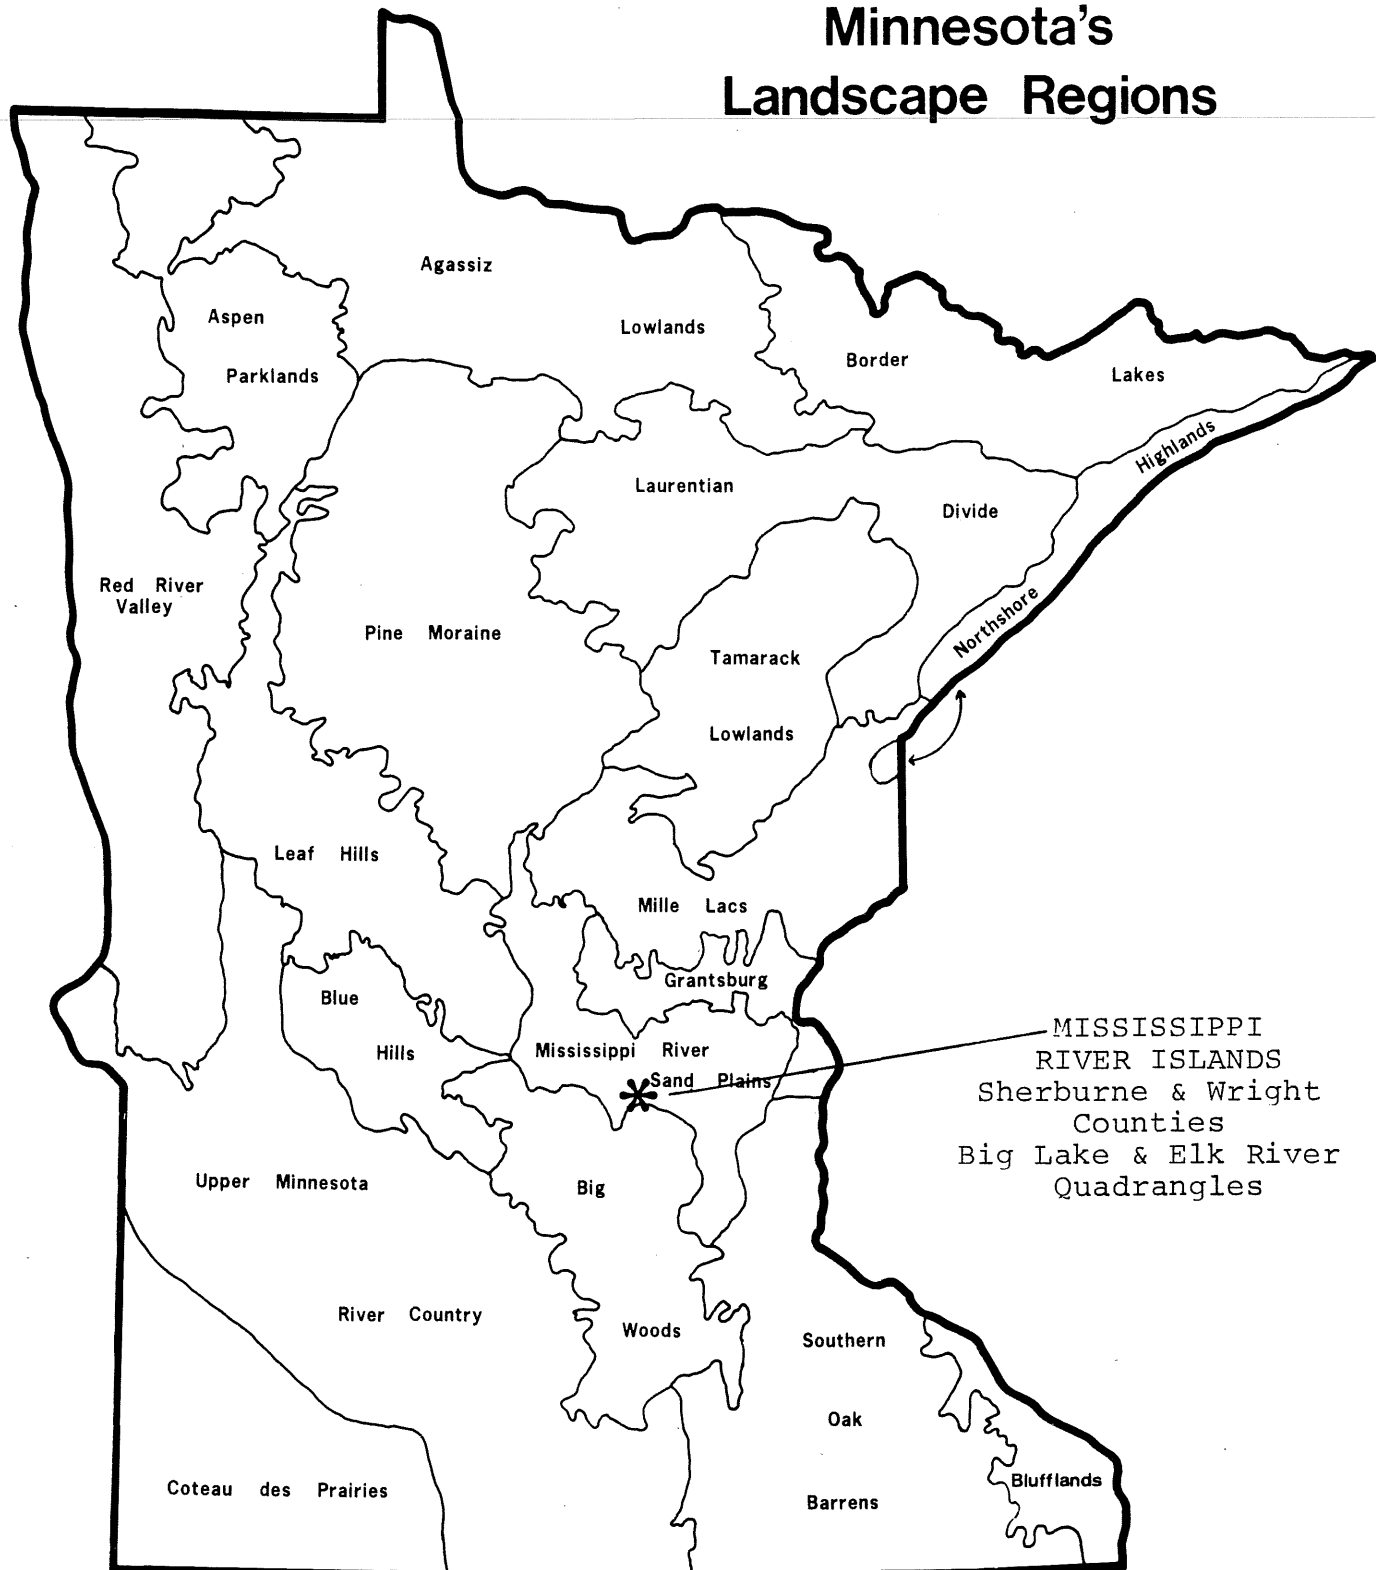 Minnesota's
Landscape Regions
Agassiz
Lowlands
Aspen
Parklands
Border
Lakes
Highlands
Laurentian
Divide
Red River
Valley
Northshore
Pine Moraine
Tamarack
Lowlands
Leaf Hills
Mille Lacs
Grantsburg
Blue
Hills
Mississippi River
Sand Plains
MISSISSIPPI
RIVER ISLANDS
Sherburne & Wright
Counties
Big Lake & Elk River
Quadrangles
Upper Minnesota
Big
River Country
Woods
Southern
Oak
Barrens
Blufflands
Coteau des Prairies